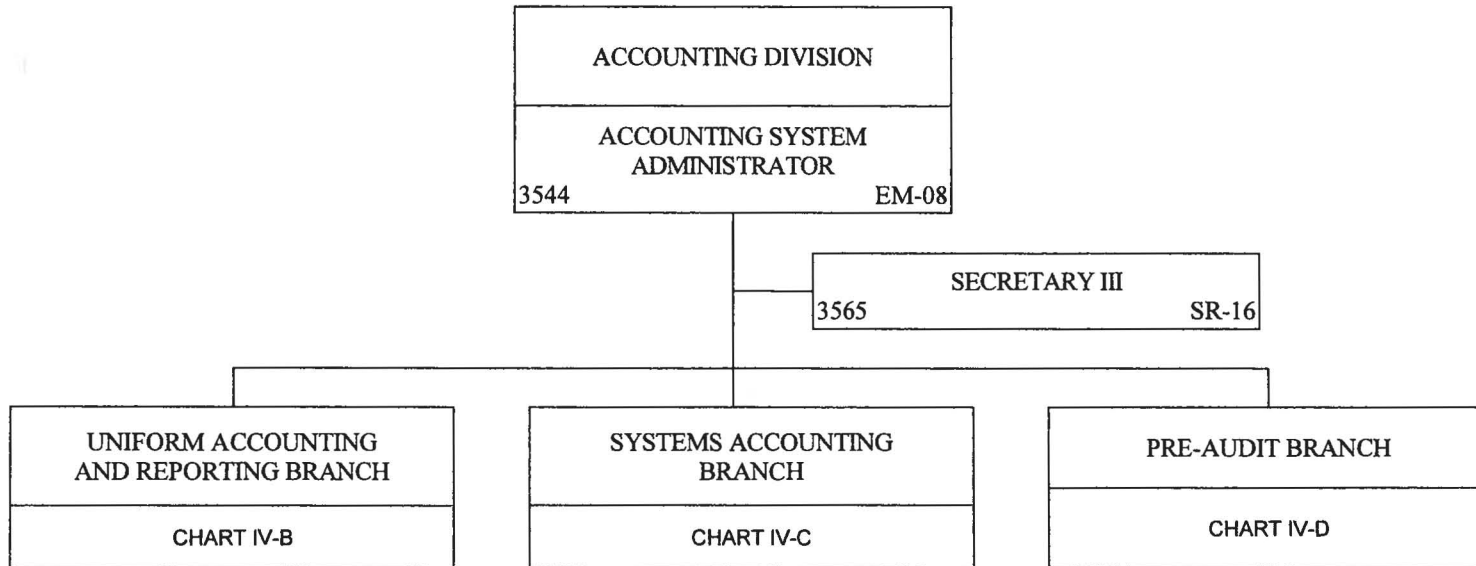 ACCOUNTING DIVISION
ACCOUNTING SYSTEM
ADMINISTRATOR
3544 EM-08
SECRETARY III
3565 SR-16
UNIFORM ACCOUNTING
AND REPORTING BRANCH
CHART IV-B
SYSTEMS ACCOUNTING
BRANCH
CHART IV-C
PRE-AUDIT BRANCH
CHART IV-D